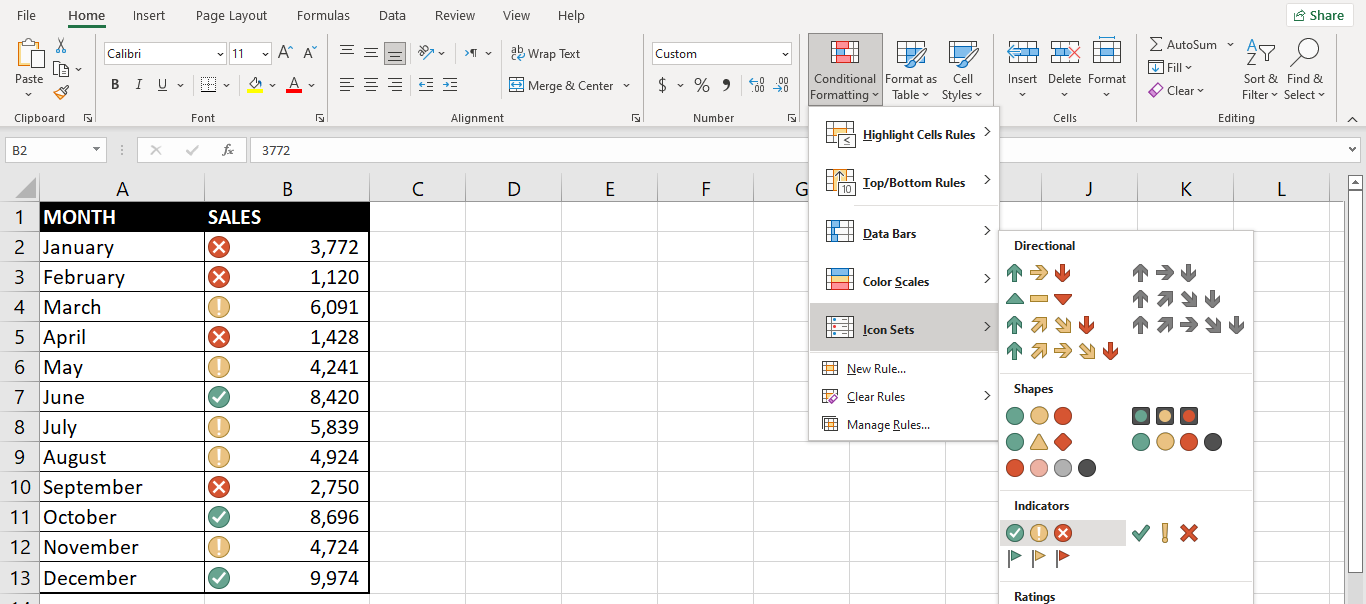 File Home Insert Page Layout Formulas Data Review View Help Share
Calibri 11 Wrap Text Custom AutoSum
Paste Conditional Formatting Format as Table Cell Styles Insert Delete Format Fill Sort & Filter Find & Select
B I U A Merge & Center $ % Clear
Clipboard Font Alignment Number Cells Editing
B2 fx 3772
A B C D E F G J K L
1 MONTH SALES
2 January 3,772
3 February 1,120
4 March 6,091
5 April 1,428
6 May 4,241
7 June 8,420
8 July 5,839
9 August 4,924
10 September 2,750
11 October 8,696
12 November 4,724
13 December 9,974
Highlight Cells Rules
10 Top/Bottom Rules
Data Bars
Color Scales
Icon Sets
New Rule...
Clear Rules
Manage Rules...
Directional
Shapes
Indicators
Ratings